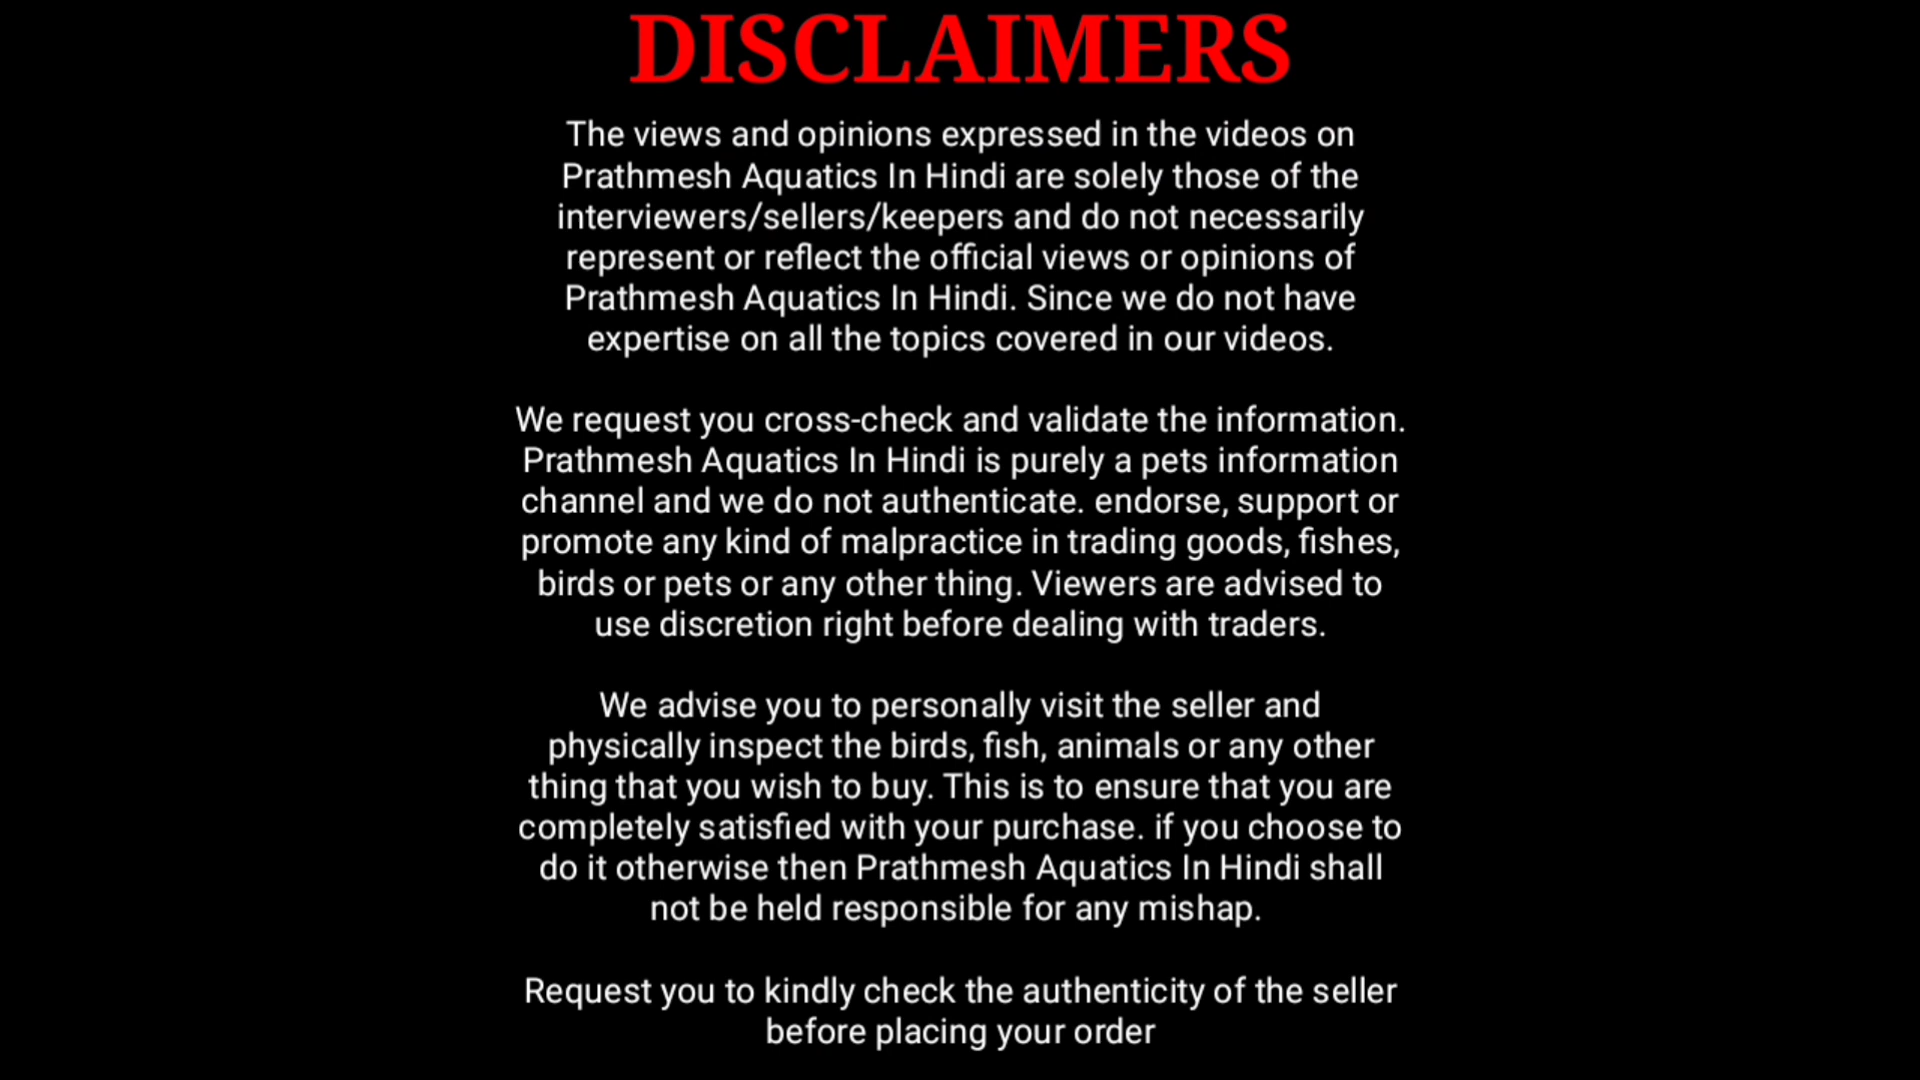 DISCLAIMERS
The views and opinions expressed in the videos on
Prathmesh Aquatics In Hindi are solely those of the
interviewers/sellers/keepers and do not necessarily
represent or reflect the official views or opinions of
Prathmesh Aquatics In Hindi. Since we do not have
expertise on all the topics covered in our videos.
We request you cross-check and validate the information.
Prathmesh Aquatics In Hindi is purely a pets information
channel and we do not authenticate. endorse, support or
promote any kind of malpractice in trading goods, fishes,
birds or pets or any other thing. Viewers are advised to
use discretion right before dealing with traders.
We advise you to personally visit the seller and
physically inspect the birds, fish, animals or any other
thing that you wish to buy. This is to ensure that you are
completely satisfied with your purchase. if you choose to
do it otherwise then Prathmesh Aquatics In Hindi shall
not be held responsible for any mishap.
Request you to kindly check the authenticity of the seller
before placing your order